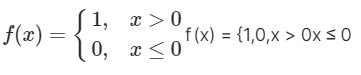 f(x) = { 1, x > 0
0, x ≤ 0 f (x) = {1,0,x > 0x ≤ 0